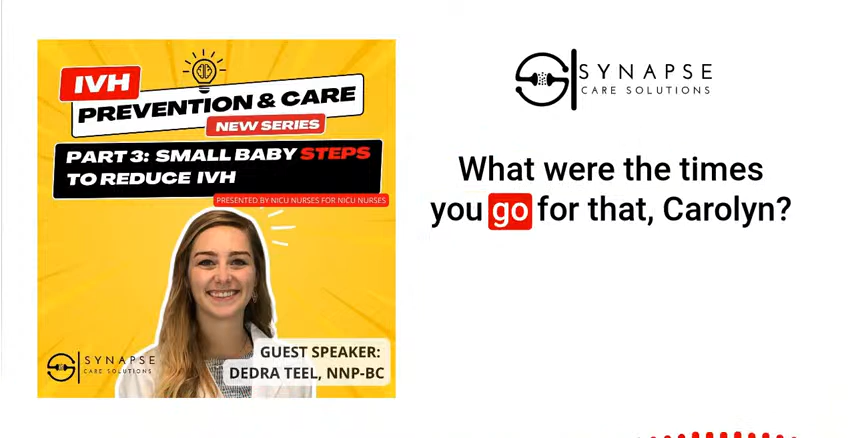 IVH
PREVENTION & CARE
NEW SERIES
PART 3: SMALL BABY STEPS
TO REDUCE IVH
PRESENTED BY NICU NURSES FOR NICU NURSES
SYNAPSE
CARE SOLUTIONS
GUEST SPEAKER:
DEDRA TEEL, NNP-BC
SYNAPSE
CARE SOLUTIONS
What were the times
you go for that, Carolyn?